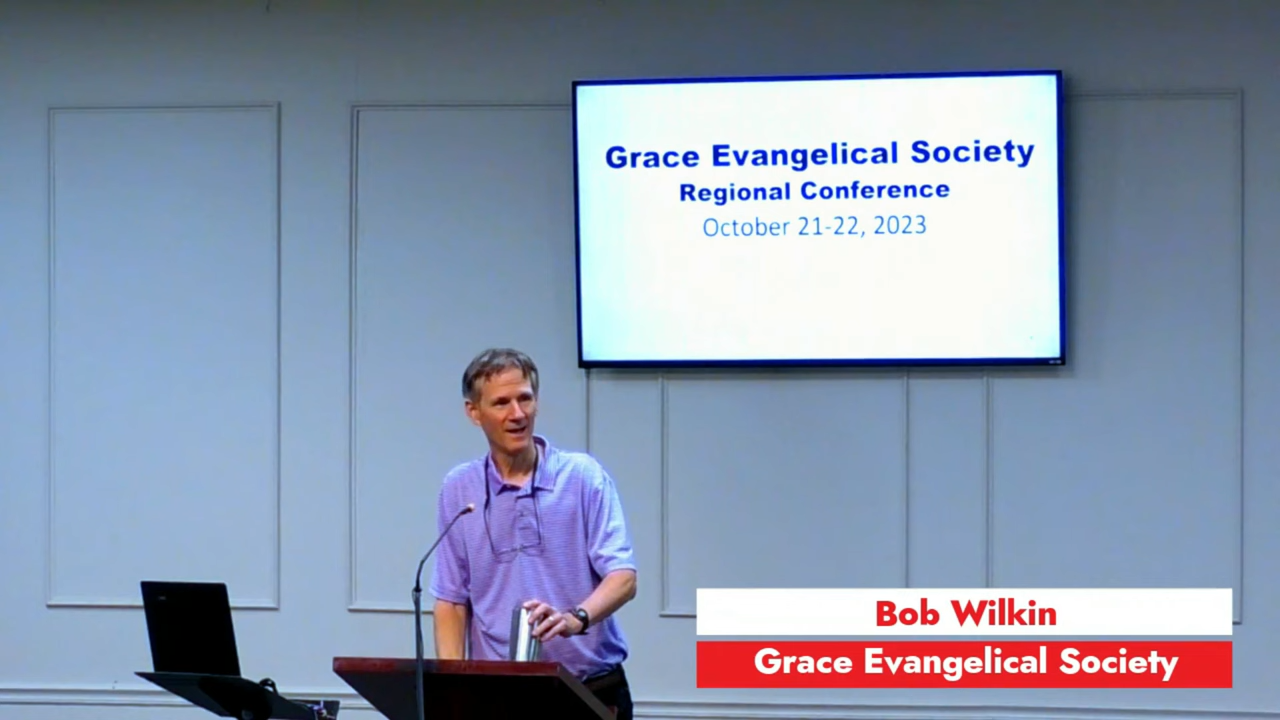 Grace Evangelical Society
Regional Conference
October 21-22, 2023
Bob Wilkin
Grace Evangelical Society